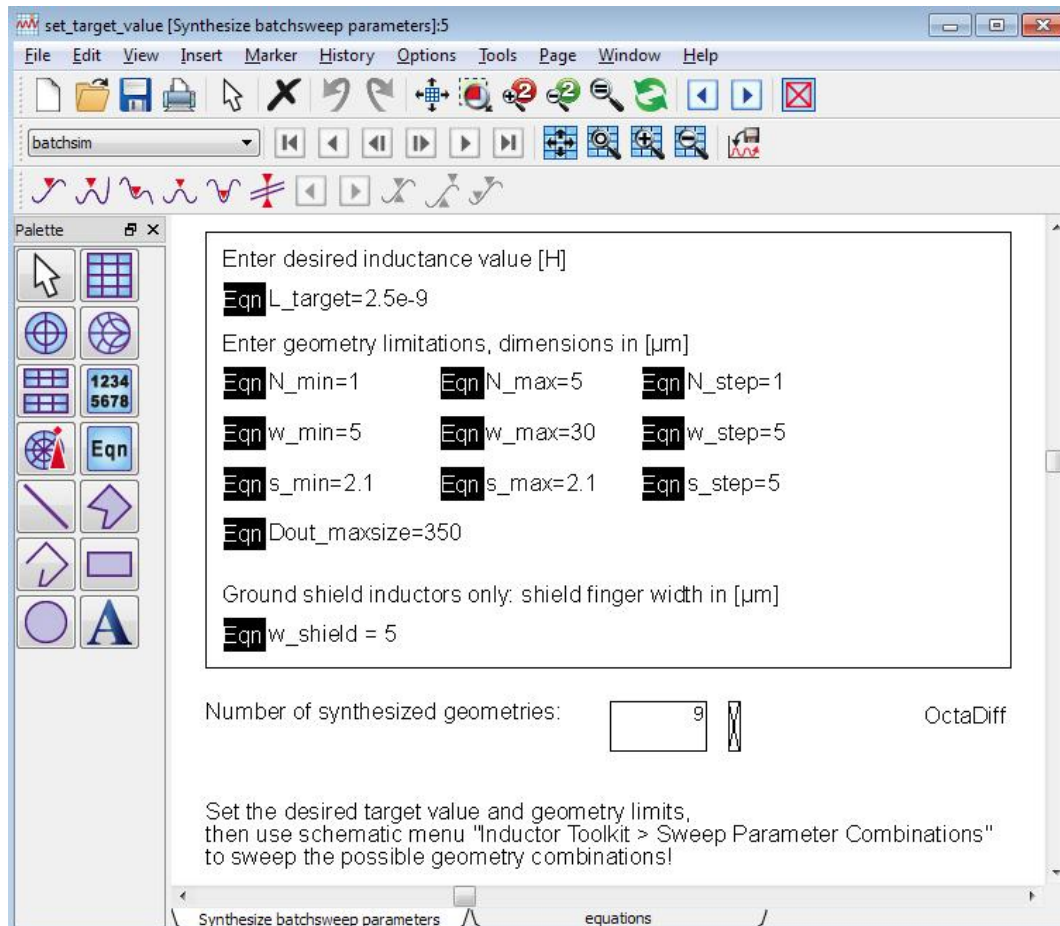 set_target_value [Synthesize batchsweep parameters]:5
File Edit View Insert Marker History Options Tools Page Window Help
batchsim
Palette
1234
5678
Eqn
A
Enter desired inductance value [H]
Eqn L_target=2.5e-9
Enter geometry limitations, dimensions in [µm]
Eqn N_min=1 Eqn N_max=5 Eqn N_step=1
Eqn w_min=5 Eqn w_max=30 Eqn w_step=5
Eqn s_min=2.1 Eqn s_max=2.1 Eqn s_step=5
Eqn Dout_maxsize=350
Ground shield inductors only: shield finger width in [µm]
Eqn w_shield = 5
Number of synthesized geometries: 9 OctaDiff
Set the desired target value and geometry limits,
then use schematic menu "Inductor Toolkit > Sweep Parameter Combinations"
to sweep the possible geometry combinations!
Synthesize batchsweep parameters equations